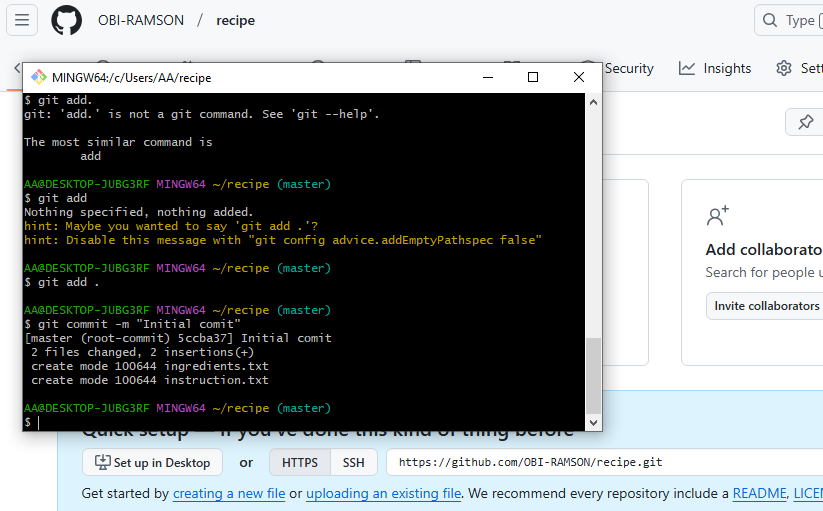 OBI-RAMSON / recipe
Type
MINGW64:/c/Users/AA/recipe
Security
Insights
$ git add.
git: 'add.' is not a git command. See 'git --help'.
The most similar command is
add
AA@DESKTOP-JUBG3RF MINGW64 ~/recipe (master)
$ git add
Nothing specified, nothing added.
hint: Maybe you wanted to say 'git add .'?
hint: Disable this message with "git config advice.addEmptyPathspec false"
AA@DESKTOP-JUBG3RF MINGW64 ~/recipe (master)
$ git add .
AA@DESKTOP-JUBG3RF MINGW64 ~/recipe (master)
$ git commit -m "Initial comit"
[master (root-commit) 5ccba37] Initial comit
2 files changed, 2 insertions(+)
create mode 100644 ingredients.txt
create mode 100644 instruction.txt
AA@DESKTOP-JUBG3RF MINGW64 ~/recipe (master)
$
Add collaborato
Search for people u
Invite collaborators
Quick setup — if you've done this kind of thing before
Set up in Desktop or HTTPS SSH https://github.com/OBI-RAMSON/recipe.git
Get started by creating a new file or uploading an existing file. We recommend every repository include a README, LICEN